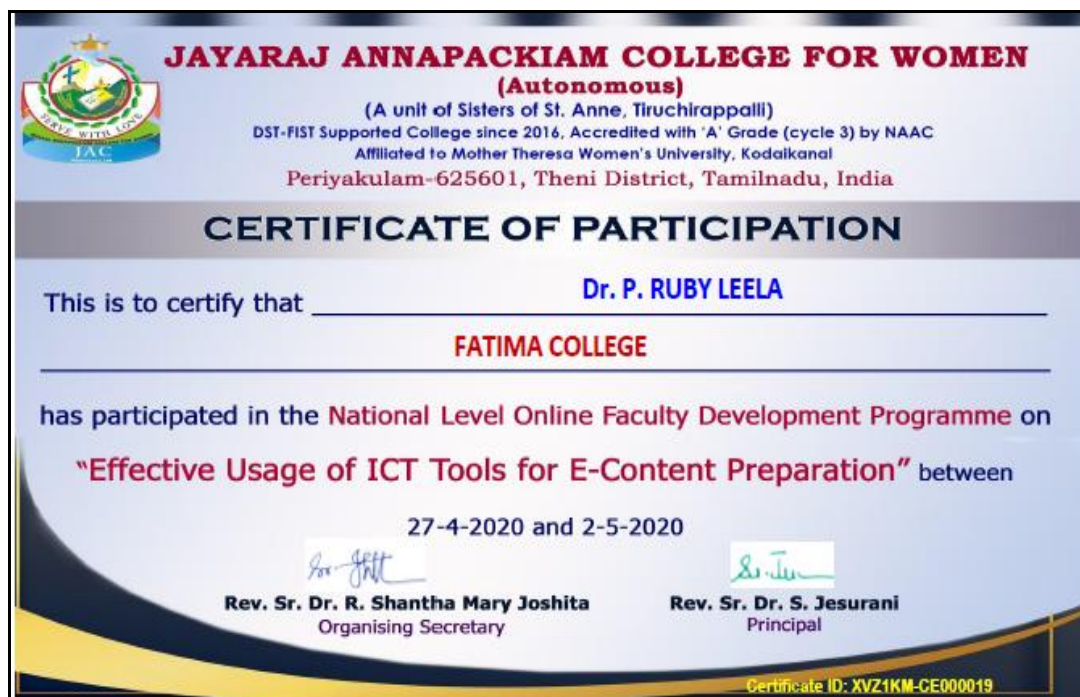 JAYARAJ ANNAPACKIAM COLLEGE FOR WOMEN
(Autonomous)
(A unit of Sisters of St. Anne, Tiruchirappalli)
DST-FIST Supported College since 2016, Accredited with 'A' Grade (cycle 3) by NAAC
Affiliated to Mother Theresa Women's University, Kodaikanal
Periyakulam-625601, Theni District, Tamilnadu, India
SERVE WITH LOVE
JAC
CERTIFICATE OF PARTICIPATION
This is to certify that Dr. P. RUBY LEELA
FATIMA COLLEGE
has participated in the National Level Online Faculty Development Programme on
“Effective Usage of ICT Tools for E-Content Preparation” between
27-4-2020 and 2-5-2020
Rev. Sr. Dr. R. Shantha Mary Joshita Rev. Sr. Dr. S. Jesurani
Organising Secretary Principal
Certificate ID: XVZ1KM-CE000019